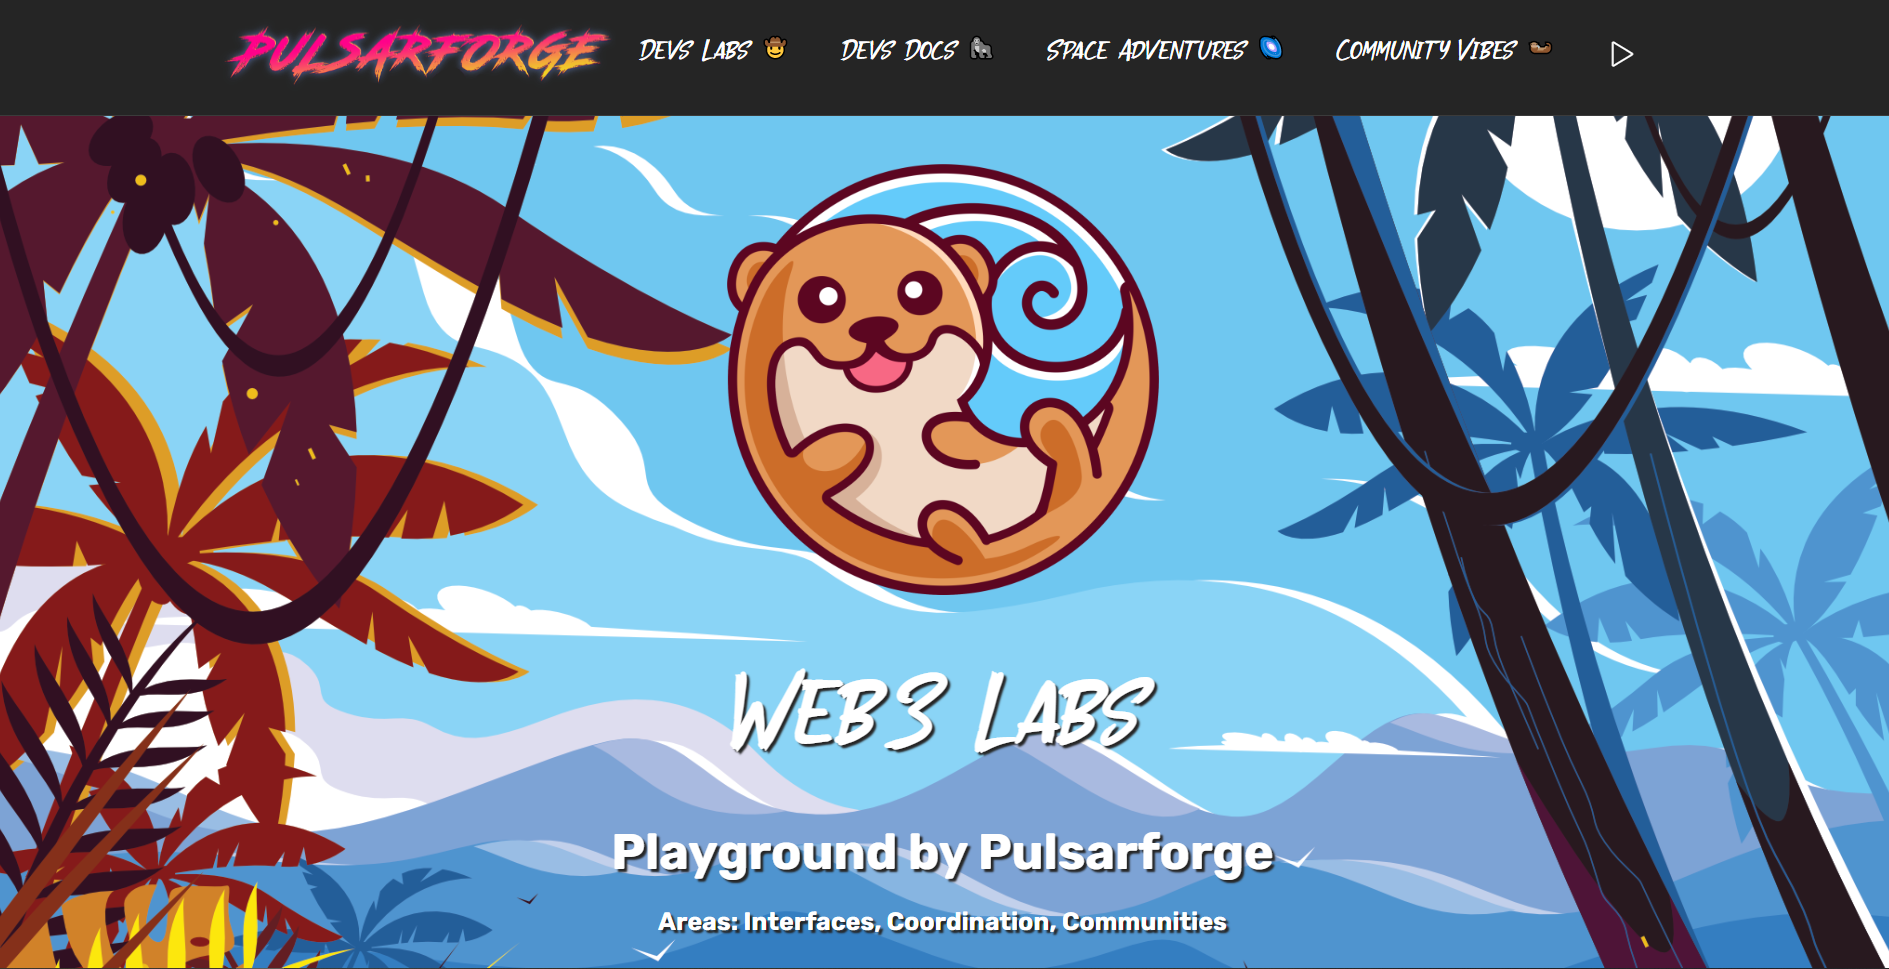 PULSARFORGE
Devs Labs 🤠
Devs Docs 🦍
Space Adventures 🌀
Community Vibes 🦦
Web3 Labs
Playground by Pulsarforge
Areas: Interfaces, Coordination, Communities